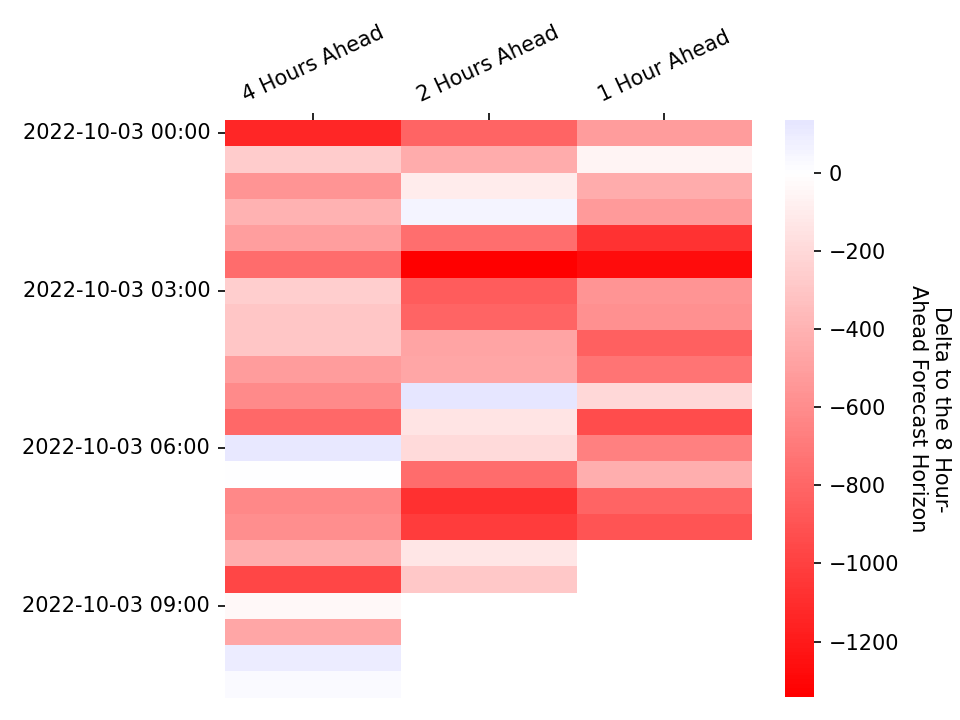 4 Hours Ahead
2 Hours Ahead
1 Hour Ahead
2022-10-03 00:00
2022-10-03 03:00
2022-10-03 06:00
2022-10-03 09:00
0
−200
−400
−600
−800
−1000
−1200
Delta to the 8 Hour-
Ahead Forecast Horizon